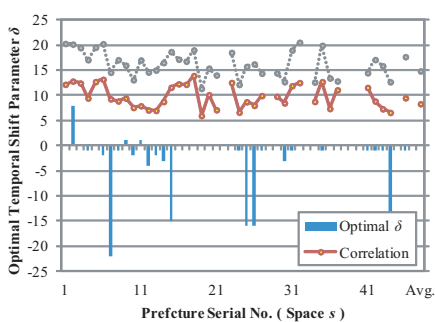 Optimal Temporal Shift Parameter δ
25
20
15
10
5
0
-5
-10
-15
-20
-25
Optimal δ
Correlation
1 11 21 31 41 Avg.
Prefcture Serial No. ( Space s )